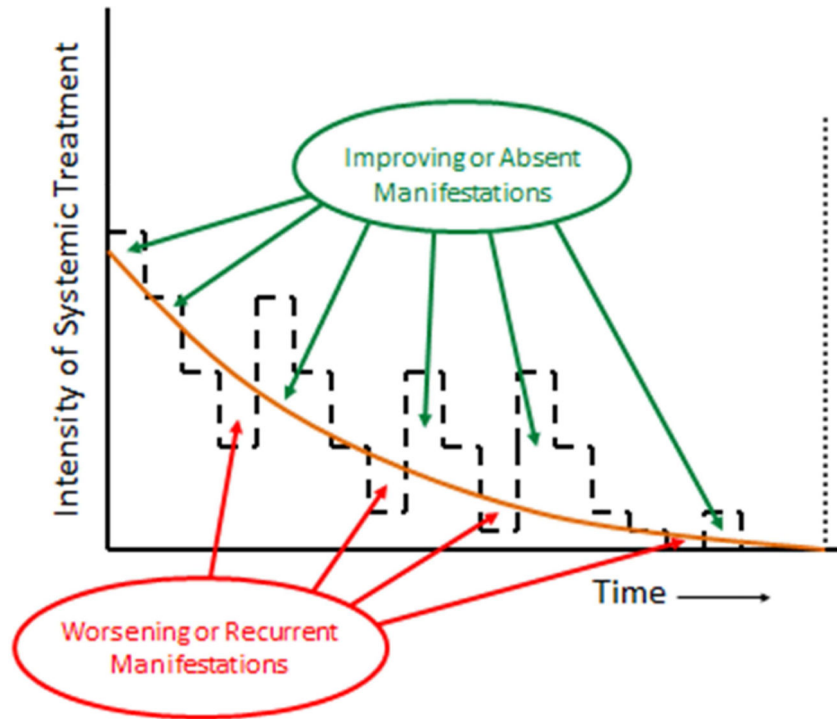 Intensity of Systemic Treatment
Improving or Absent
Manifestations
Time
Worsening or Recurrent
Manifestations